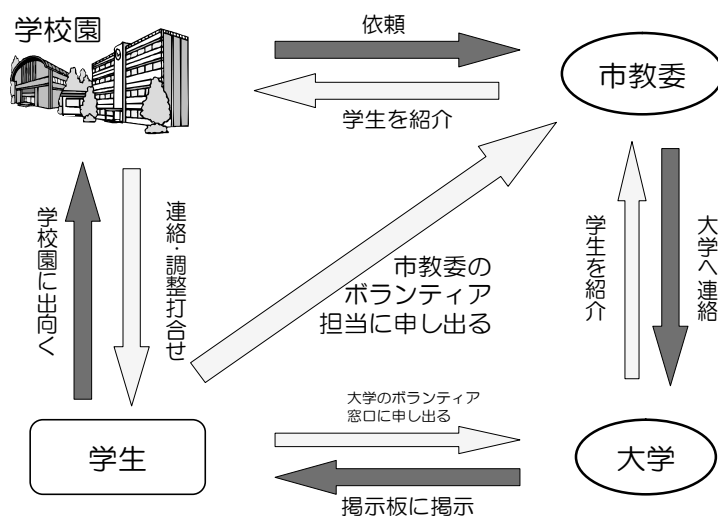 学校園
依頼
市教委
学生を紹介
学校園に出向く
連絡・調整打合せ
市教委の
ボランティア
担当に申し出る
学生を紹介
大学へ連絡
大学のボランティア
窓口に申し出る
学生
大学
掲示板に掲示